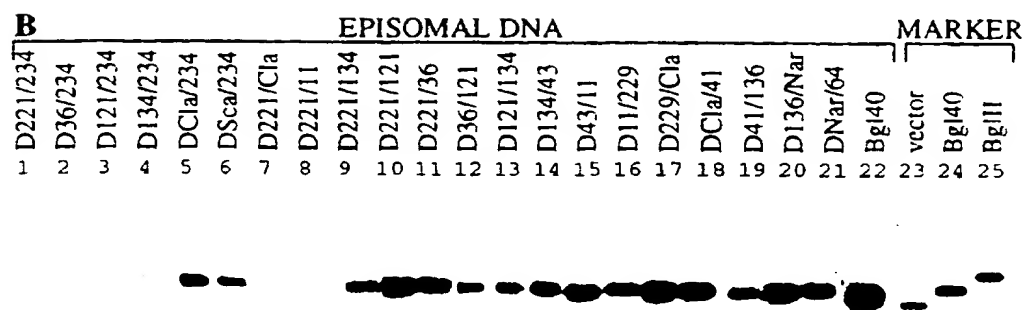 B EPISOMAL DNA MARKER
D221/234 D36/234 D121/234 D134/234 DCla/234 DSca/234 D221/Cla D221/11 D221/134 D221/121 D221/36 D36/121 D121/134 D134/43 D43/11 D11/229 D229/Cla DCla/41 D41/136 D136/Nar DNar/64 Bgl40 vector Bgl40 BglII
1 2 3 4 5 6 7 8 9 10 11 12 13 14 15 16 17 18 19 20 21 22 23 24 25